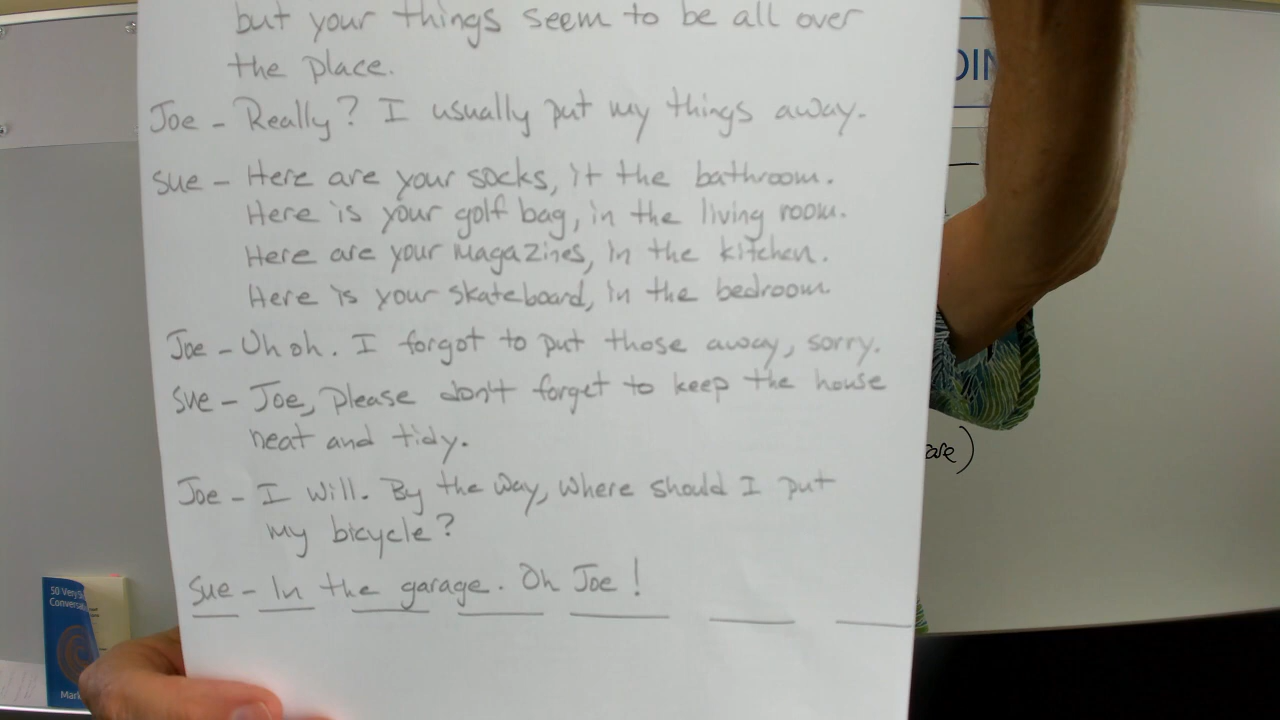 but your things seem to be all over
the place.
Joe - Really? I usually put my things away.
Sue - Here are your socks, it the bathroom.
Here is your golf bag, in the living room.
Here are your magazines, in the kitchen.
Here is your skateboard, in the bedroom.
Joe - Uh oh. I forgot to put those away, sorry.
Sue - Joe, please don't forget to keep the house
neat and tidy.
Joe - I will. By the way, where should I put
my bicycle?
Sue - In the garage. Oh Joe!
50 Very
Mark